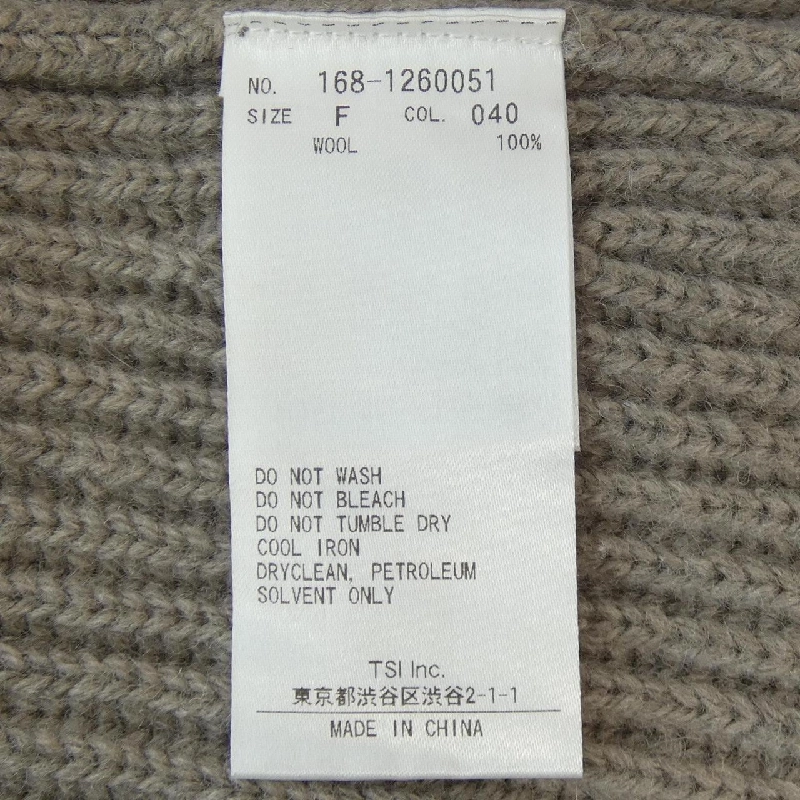 NO. 168-1260051
SIZE F COL. 040
WOOL 100%
DO NOT WASH
DO NOT BLEACH
DO NOT TUMBLE DRY
COOL IRON
DRYCLEAN, PETROLEUM
SOLVENT ONLY
TSI Inc.
東京都渋谷区渋谷2-1-1
MADE IN CHINA